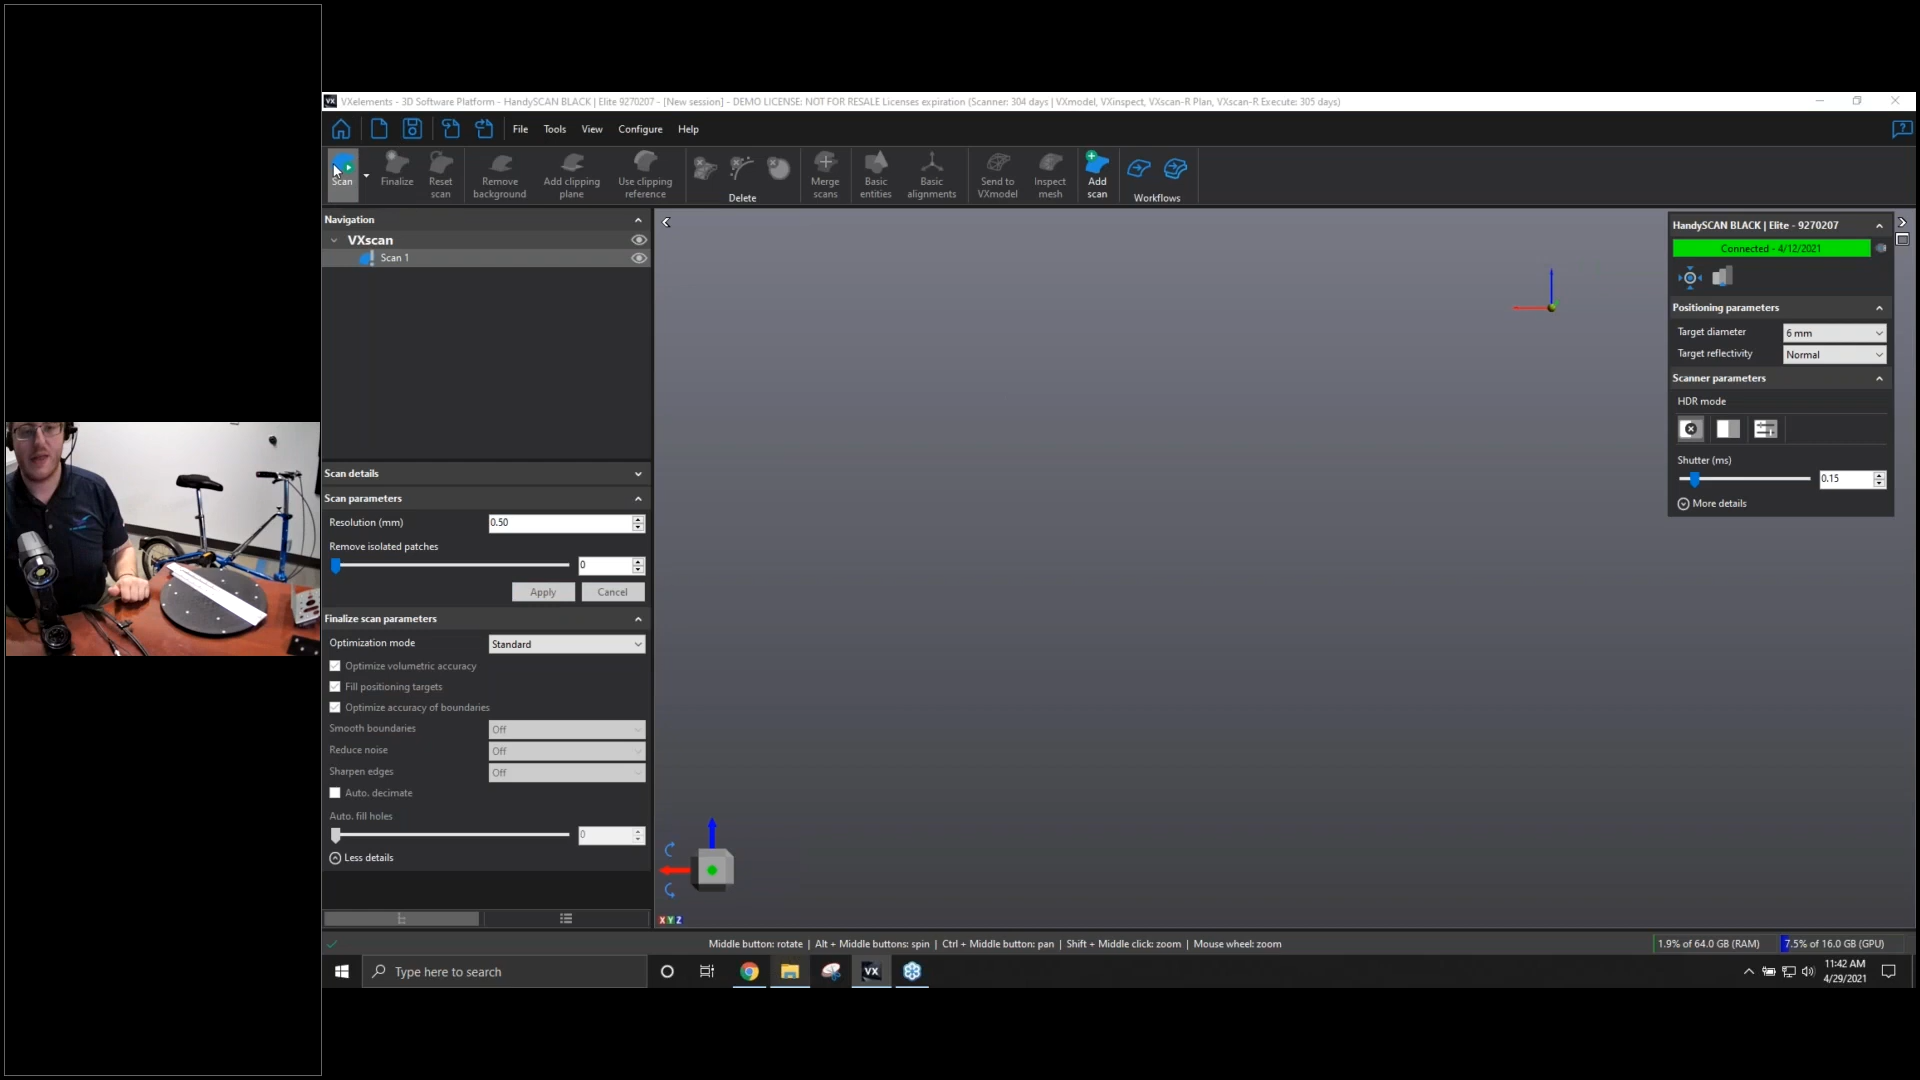 VXelements - 3D Software Platform - HandySCAN BLACK | Elite 9270207 - [New session] - DEMO LICENSE: NOT FOR RESALE Licenses expiration (Scanner: 304 days | VXmodel, VXinspect, VXscan-R Plan, VXscan-R Execute: 305 days)
File Tools View Configure Help
Scan
Finalize
Reset
scan
Remove
background
Add clipping
plane
Use clipping
reference
Delete
Merge
scans
Basic
entities
Basic
alignments
Send to
VXmodel
Inspect
mesh
Add
scan
Workflows
Navigation
VXscan
Scan 1
Scan details
Scan parameters
Resolution (mm) 0.50
Remove isolated patches
0
Apply Cancel
Finalize scan parameters
Optimization mode Standard
Optimize volumetric accuracy
Fill positioning targets
Optimize accuracy of boundaries
Smooth boundaries Off
Reduce noise Off
Sharpen edges Off
Auto. decimate
Auto. fill holes
0
Less details
HandySCAN BLACK | Elite - 9270207
Connected - 4/12/2021
Positioning parameters
Target diameter 6 mm
Target reflectivity Normal
Scanner parameters
HDR mode
Shutter (ms)
0.15
More details
X Y Z
Middle button: rotate | Alt + Middle buttons: spin | Ctrl + Middle button: pan | Shift + Middle click: zoom | Mouse wheel: zoom
1.9% of 64.0 GB (RAM) 7.5% of 16.0 GB (GPU)
Type here to search
VX
11:42 AM
4/29/2021